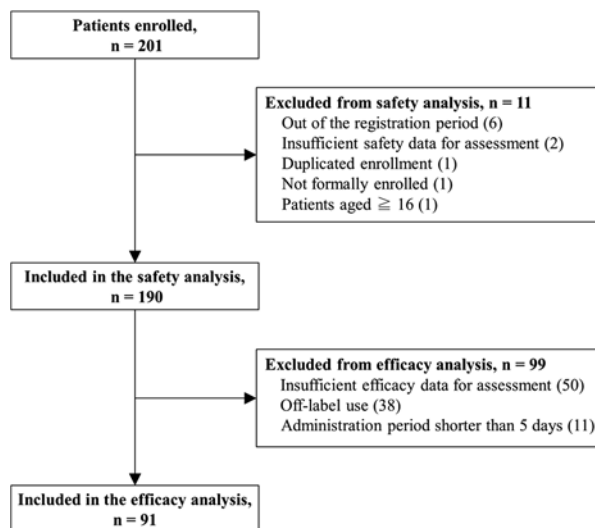 Patients enrolled,
n = 201
Excluded from safety analysis, n = 11
Out of the registration period (6)
Insufficient safety data for assessment (2)
Duplicated enrollment (1)
Not formally enrolled (1)
Patients aged ≧ 16 (1)
Included in the safety analysis,
n = 190
Excluded from efficacy analysis, n = 99
Insufficient efficacy data for assessment (50)
Off-label use (38)
Administration period shorter than 5 days (11)
Included in the efficacy analysis,
n = 91